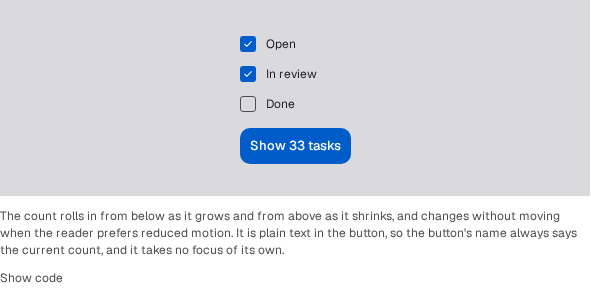 Open
In review
Done
Show 33 tasks
The count rolls in from below as it grows and from above as it shrinks, and changes without moving
when the reader prefers reduced motion. It is plain text in the button, so the button's name always says
the current count, and it takes no focus of its own.
Show code